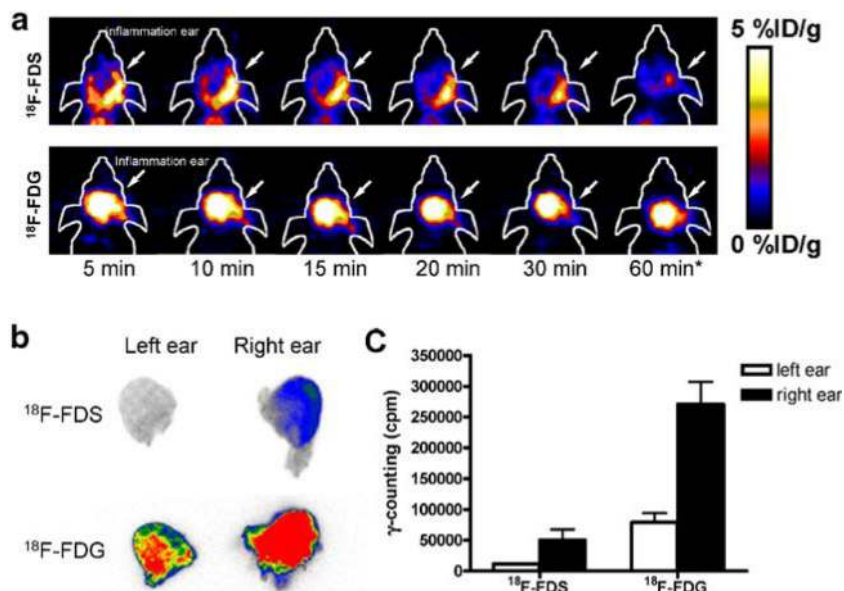 a
Inflammation ear
18F-FDS
5 %ID/g
Inflammation ear
18F-FDG
0 %ID/g
5 min 10 min 15 min 20 min 30 min 60 min*
b
Left ear Right ear
18F-FDS
18F-FDG
C
350000
300000
250000
200000
150000
100000
50000
0
γ-counting (cpm)
left ear
right ear
18F-FDS 18F-FDG